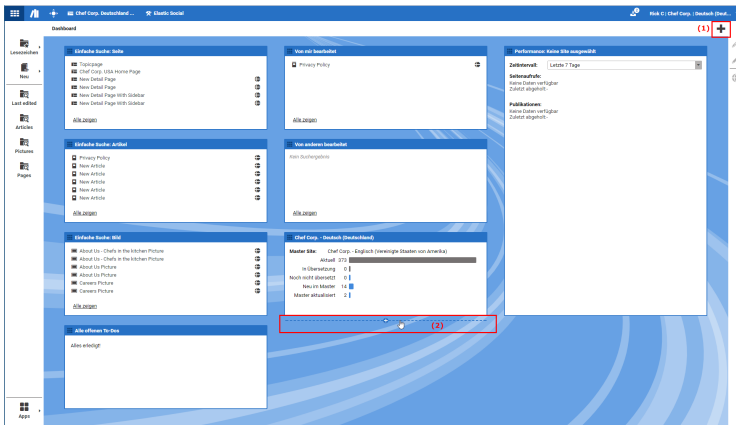 Chef Corp. Deutschland ...
Elastic Social
Rick C | Chef Corp. | Deutsch (Deut...
Dashboard
(1)
Lesezeichen
Neu
Last edited
Articles
Pictures
Pages
Apps
Einfache Suche: Seite
Topicpage
Chef Corp. USA Home Page
New Detail Page
New Detail Page
New Detail Page With Sidebar
New Detail Page With Sidebar
Alle zeigen
Einfache Suche: Artikel
Privacy Policy
New Article
New Article
New Article
New Article
New Article
Alle zeigen
Einfache Suche: Bild
About Us - Chefs in the kitchen Picture
About Us - Chefs in the kitchen Picture
About Us Picture
About Us Picture
Careers Picture
Careers Picture
Alle zeigen
Alle offenen To-Dos
Alles erledigt!
Von mir bearbeitet
Privacy Policy
Alle zeigen
Von anderen bearbeitet
Kein Suchergebnis
Alle zeigen
Chef Corp. - Deutsch (Deutschland)
Master Site: Chef Corp. - Englisch (Vereinigte Staaten von Amerika)
Aktuell 373
In Übersetzung 0
Noch nicht übersetzt 0
Neu im Master 14
Master aktualisiert 2
(2)
Performance: Keine Site ausgewählt
Zeitintervall: Letzte 7 Tage
Seitenaufrufe:
Keine Daten verfügbar
Zuletzt abgeholt:-
Publikationen:
Keine Daten verfügbar
Zuletzt abgeholt:-